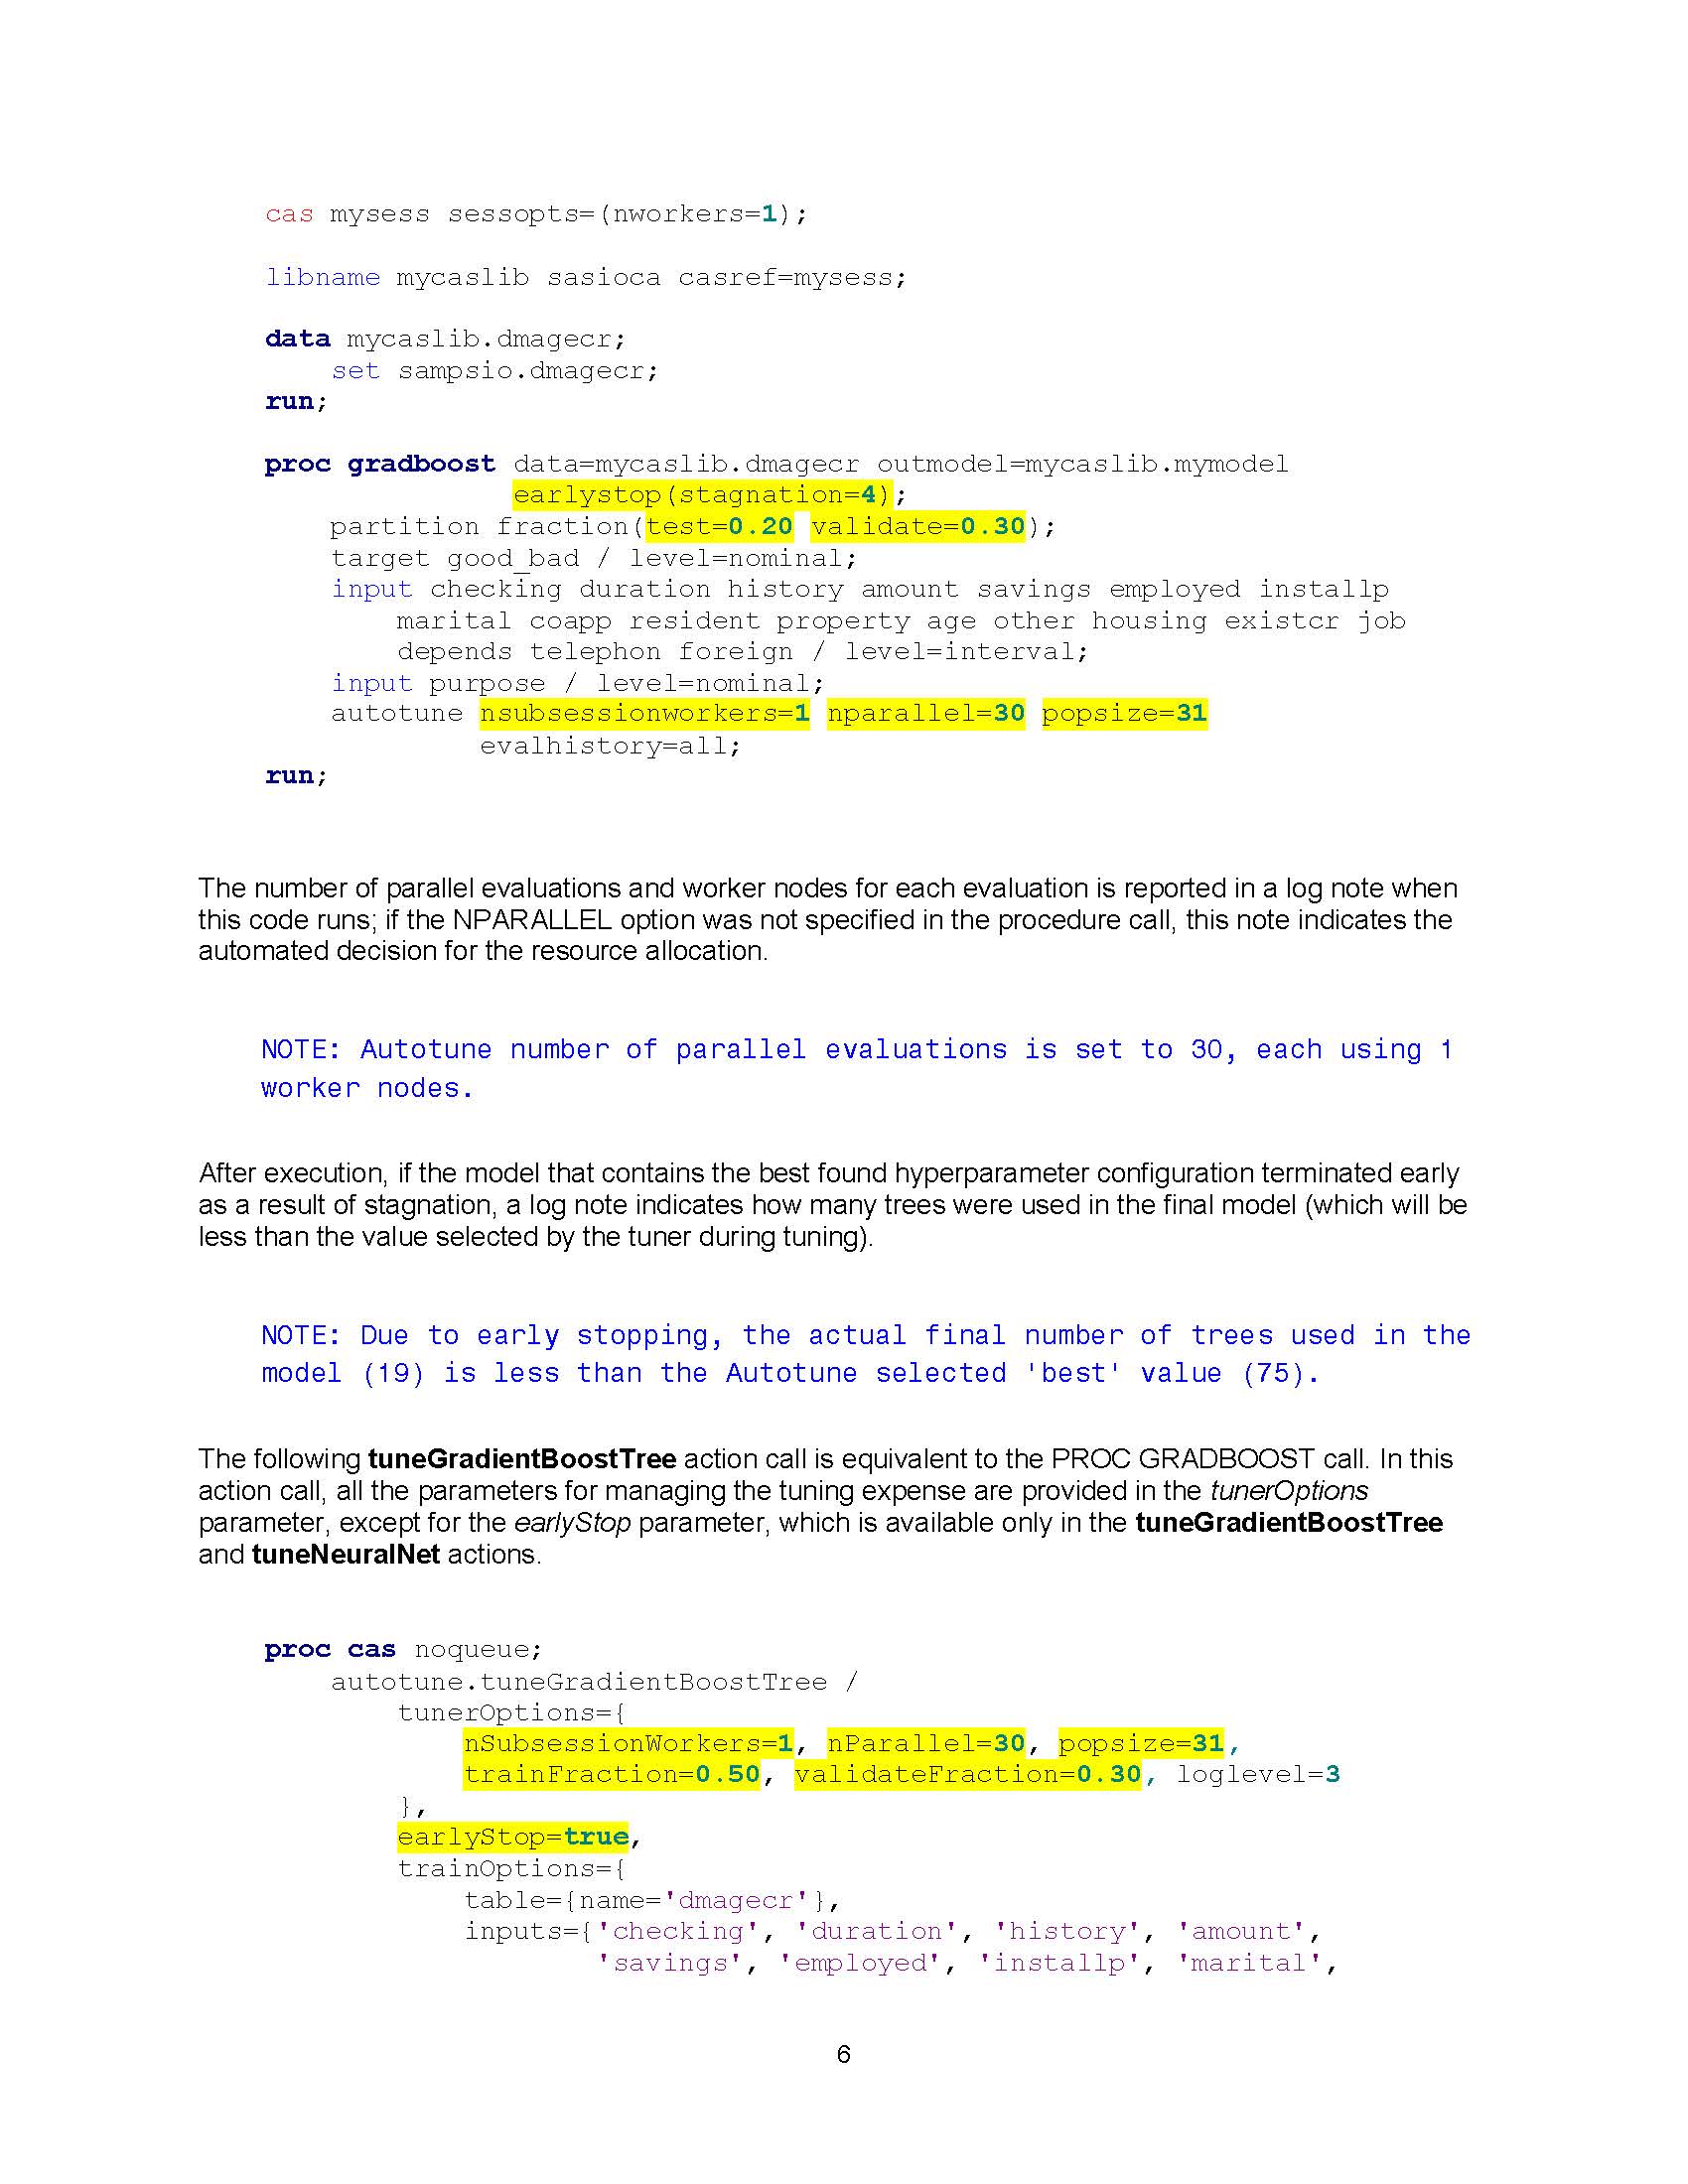 cas mysess sessopts=(nworkers=1);
libname mycaslib sasioca casref=mysess;
data mycaslib.dmagecr;
set sampsio.dmagecr;
run;
proc gradboost data=mycaslib.dmagecr outmodel=mycaslib.mymodel
earlystop(stagnation=4);
partition fraction(test=0.20 validate=0.30);
target good_bad / level=nominal;
input checking duration history amount savings employed installp
marital coapp resident property age other housing existcr job
depends telephon foreign / level=interval;
input purpose / level=nominal;
autotune nsubsessionworkers=1 nparallel=30 popsize=31
evalhistory=all;
run;
The number of parallel evaluations and worker nodes for each evaluation is reported in a log note when
this code runs; if the NPARALLEL option was not specified in the procedure call, this note indicates the
automated decision for the resource allocation.
NOTE: Autotune number of parallel evaluations is set to 30, each using 1
worker nodes.
After execution, if the model that contains the best found hyperparameter configuration terminated early
as a result of stagnation, a log note indicates how many trees were used in the final model (which will be
less than the value selected by the tuner during tuning).
NOTE: Due to early stopping, the actual final number of trees used in the
model (19) is less than the Autotune selected 'best' value (75).
The following tuneGradientBoostTree action call is equivalent to the PROC GRADBOOST call. In this
action call, all the parameters for managing the tuning expense are provided in the tunerOptions
parameter, except for the earlyStop parameter, which is available only in the tuneGradientBoostTree
and tuneNeuralNet actions.
proc cas noqueue;
autotune.tuneGradientBoostTree /
tunerOptions={
nSubsessionWorkers=1, nParallel=30, popsize=31,
trainFraction=0.50, validateFraction=0.30, loglevel=3
},
earlyStop=true,
trainOptions={
table={name='dmagecr'},
inputs={'checking', 'duration', 'history', 'amount',
'savings', 'employed', 'installp', 'marital',
6